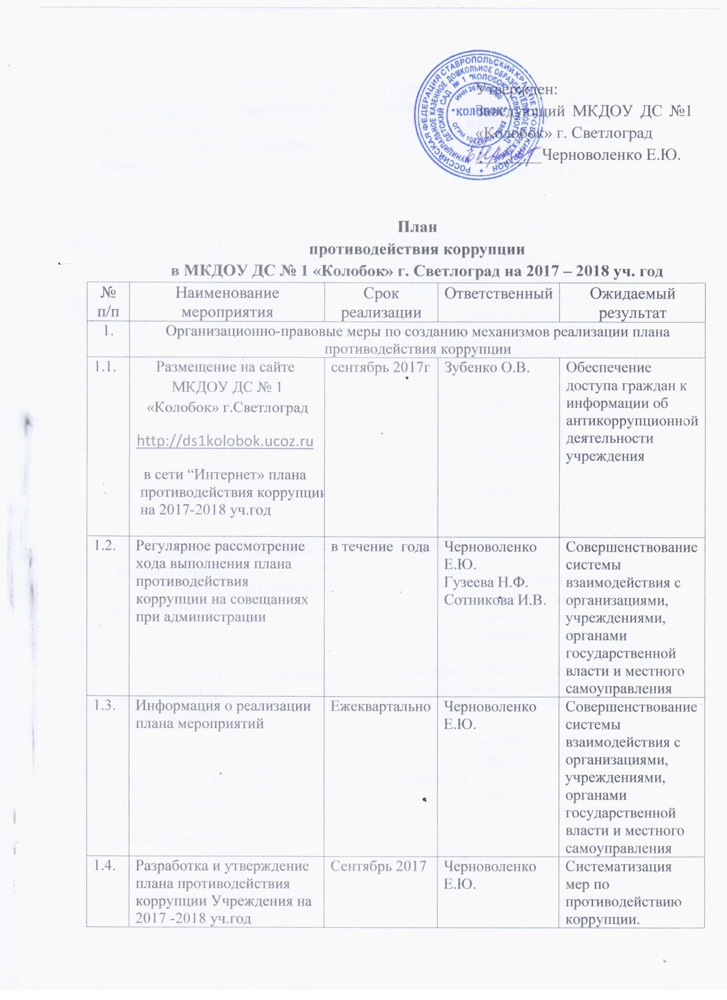 РОССИЙСКАЯ ФЕДЕРАЦИЯ СТАВРОПОЛЬСКИЙ КРАЙ ПЕТРОВСКИЙ РАЙОН
МУНИЦИПАЛЬНОЕ КАЗЕННОЕ ДОШКОЛЬНОЕ ОБРАЗОВАТЕЛЬНОЕ УЧРЕЖДЕНИЕ
ДЕТСКИЙ САД № 1 "КОЛОБОК"
"КОЛОБОК"
Утвержден:
Заведующий МКДОУ ДС №1
«Колобок» г. Светлоград
Черноволенко Е.Ю.
План
противодействия коррупции
в МКДОУ ДС № 1 «Колобок» г. Светлоград на 2017 – 2018 уч. год
№ Наименование Срок Ответственный Ожидаемый
п/п мероприятия реализации результат
1. Организационно-правовые меры по созданию механизмов реализации плана
противодействия коррупции
1.1. Размещение на сайте сентябрь 2017г Зубенко О.В. Обеспечение
МКДОУ ДС № 1 доступа граждан к
«Колобок» г.Светлоград информации об
антикоррупционной
http://ds1kolobok.ucoz.ru деятельности
учреждения
в сети “Интернет» плана
противодействия коррупции
на 2017-2018 уч.год
1.2. Регулярное рассмотрение в течение года Черноволенко Совершенствование
хода выполнения плана Е.Ю. системы
противодействия Гузеева Н.Ф. взаимодействия с
коррупции на совещаниях Сотникова И.В. организациями,
при администрации учреждениями,
органами
государственной
власти и местного
самоуправления
1.3. Информация о реализации Ежеквартально Черноволенко Совершенствование
плана мероприятий Е.Ю. системы
взаимодействия с
организациями,
учреждениями,
органами
государственной
власти и местного
самоуправления
1.4. Разработка и утверждение Сентябрь 2017 Черноволенко Систематизация
плана противодействия Е.Ю. мер по
коррупции Учреждения на противодействию
2017 -2018 уч.год коррупции.